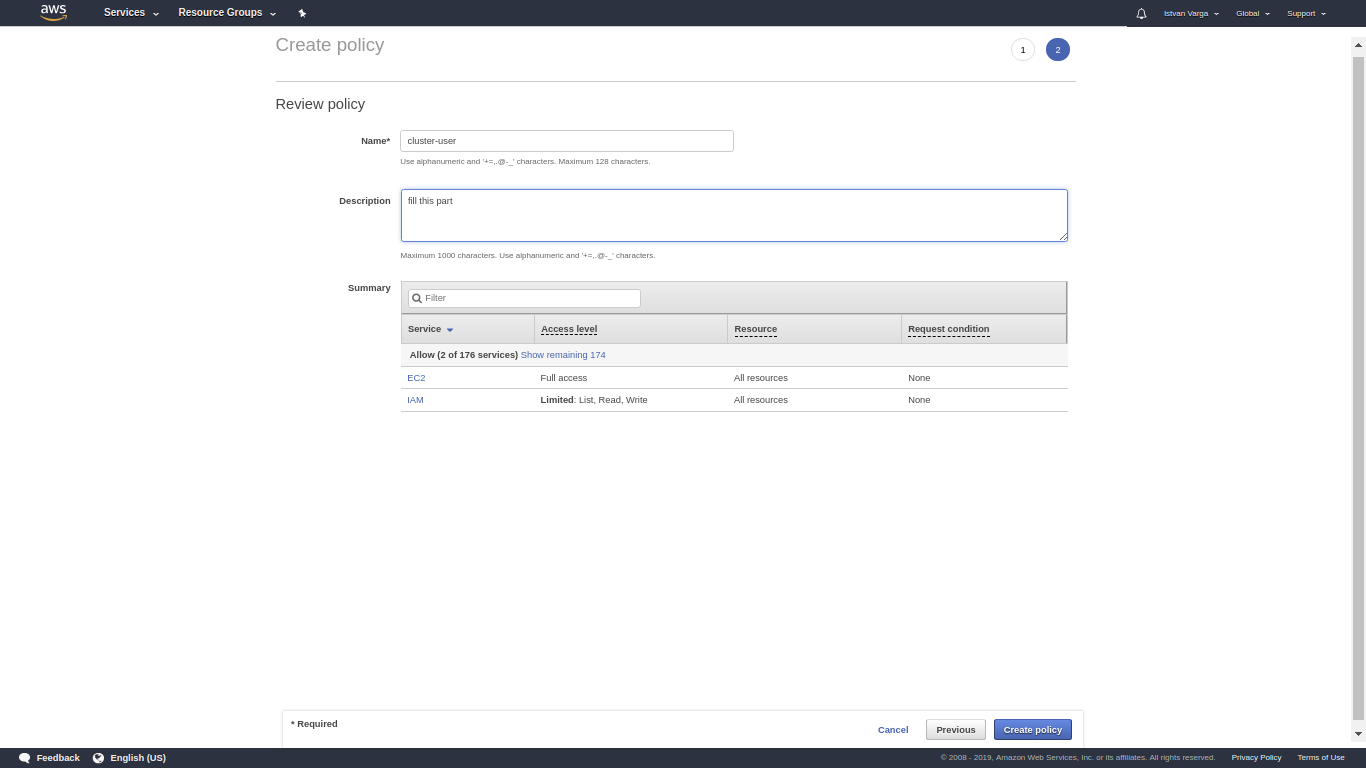 aws Services Resource Groups Istvan Varga Global Support
Create policy 1 2
Review policy
Name* cluster-user
Use alphanumeric and '+=,.@-_' characters. Maximum 128 characters.
Description fill this part
Maximum 1000 characters. Use alphanumeric and '+=,.@-_' characters.
Summary Filter
Service Access level Resource Request condition
Allow (2 of 176 services) Show remaining 174
EC2 Full access All resources None
IAM Limited: List, Read, Write All resources None
* Required Cancel Previous Create policy
Feedback English (US) © 2008 - 2019, Amazon Web Services, Inc. or its affiliates. All rights reserved. Privacy Policy Terms of Use